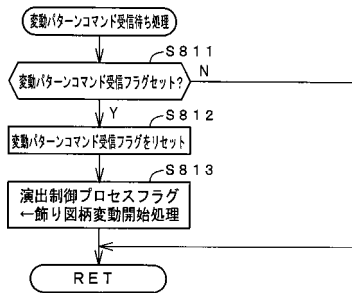 変動パターンコマンド受信待ち処理
S811
変動パターンコマンド受信フラグセット?
N
Y
S812
変動パターンコマンド受信フラグをリセット
S813
演出制御プロセスフラグ
←飾り図柄変動開始処理
RET